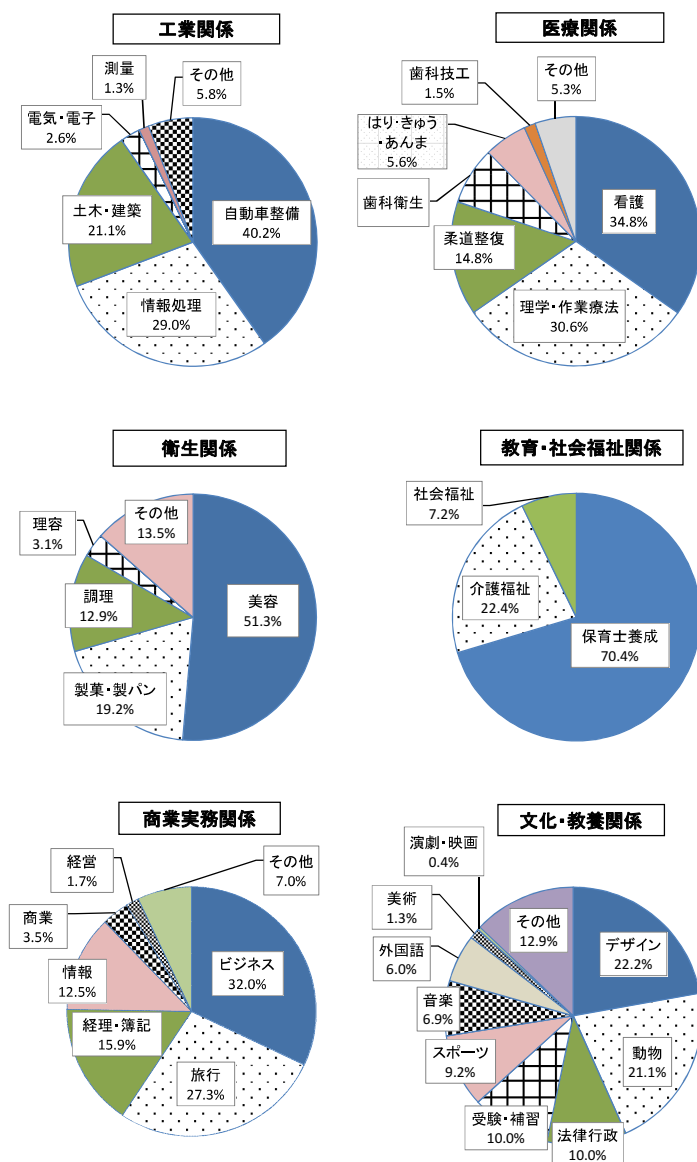 工業関係
測量
1.3%
その他
5.8%
電気・電子
2.6%
土木・建築
21.1%
自動車整備
40.2%
情報処理
29.0%
医療関係
歯科技工
1.5%
その他
5.3%
はり・きゅう
・あんま
5.6%
歯科衛生
看護
34.8%
柔道整復
14.8%
理学・作業療法
30.6%
衛生関係
理容
3.1%
その他
13.5%
調理
12.9%
美容
51.3%
製菓・製パン
19.2%
教育・社会福祉関係
社会福祉
7.2%
介護福祉
22.4%
保育士養成
70.4%
商業実務関係
経営
1.7%
その他
7.0%
商業
3.5%
情報
12.5%
ビジネス
32.0%
経理・簿記
15.9%
旅行
27.3%
文化・教養関係
演劇・映画
0.4%
美術
1.3%
その他
12.9%
外国語
6.0%
デザイン
22.2%
音楽
6.9%
スポーツ
9.2%
動物
21.1%
受験・補習
10.0%
法律行政
10.0%